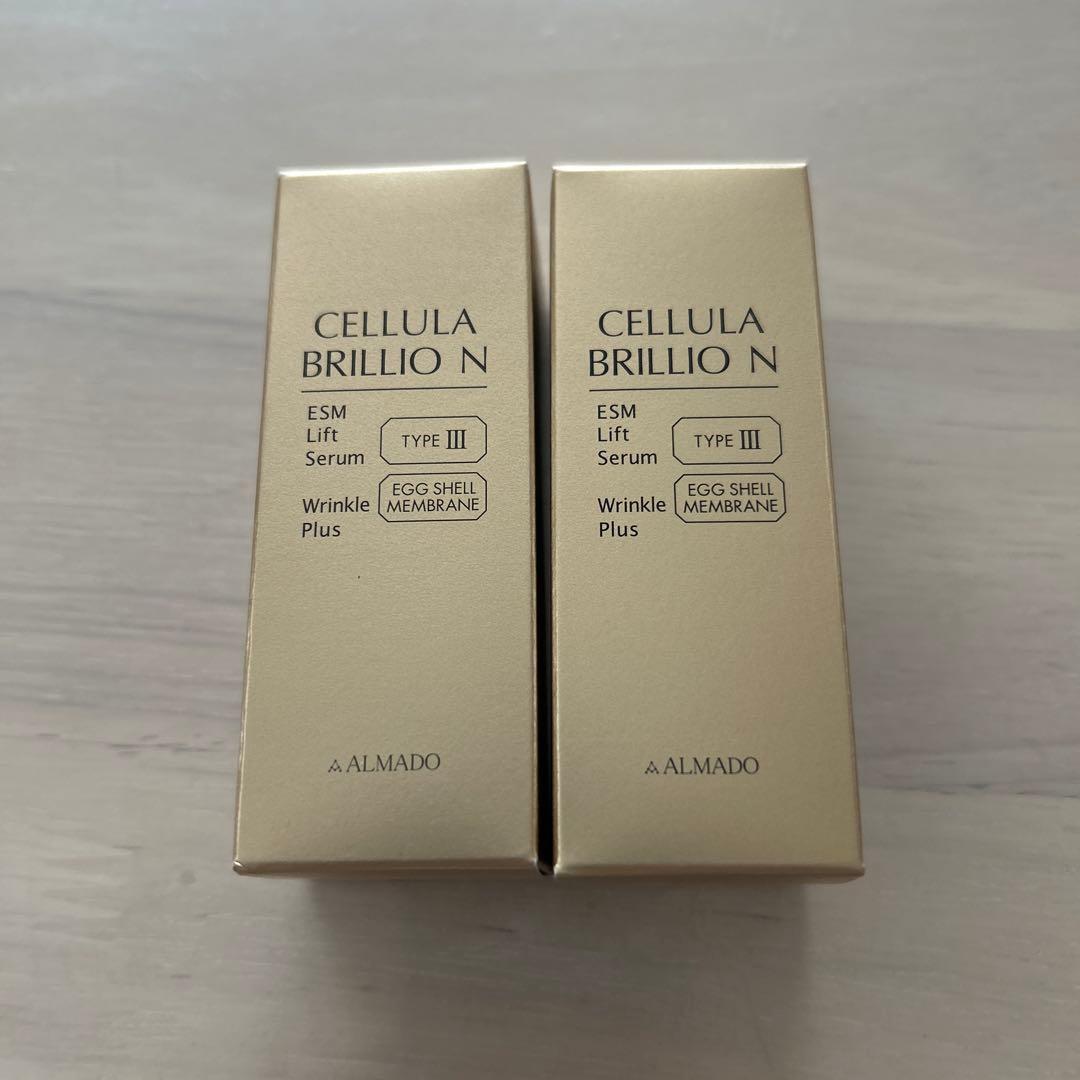 CELLULA
BRILLIO N
ESM
Lift
Serum
TYPE III
Wrinkle
Plus
EGG SHELL
MEMBRANE
ALMADO
CELLULA
BRILLIO N
ESM
Lift
Serum
TYPE III
Wrinkle
Plus
EGG SHELL
MEMBRANE
ALMADO